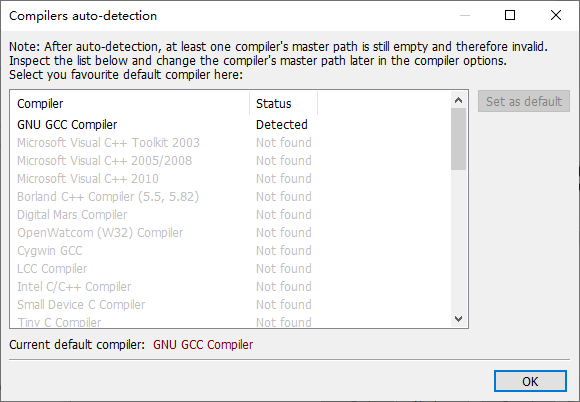 Compilers auto-detection
Note: After auto-detection, at least one compiler's master path is still empty and therefore invalid.
Inspect the list below and change the compiler's master path later in the compiler options.
Select you favourite default compiler here:
Compiler Status
Set as default
GNU GCC Compiler Detected
Microsoft Visual C++ Toolkit 2003 Not found
Microsoft Visual C++ 2005/2008 Not found
Microsoft Visual C++ 2010 Not found
Borland C++ Compiler (5.5, 5.82) Not found
Digital Mars Compiler Not found
OpenWatcom (W32) Compiler Not found
Cygwin GCC Not found
LCC Compiler Not found
Intel C/C++ Compiler Not found
Small Device C Compiler Not found
Tiny C Compiler Not found
Current default compiler: GNU GCC Compiler
OK